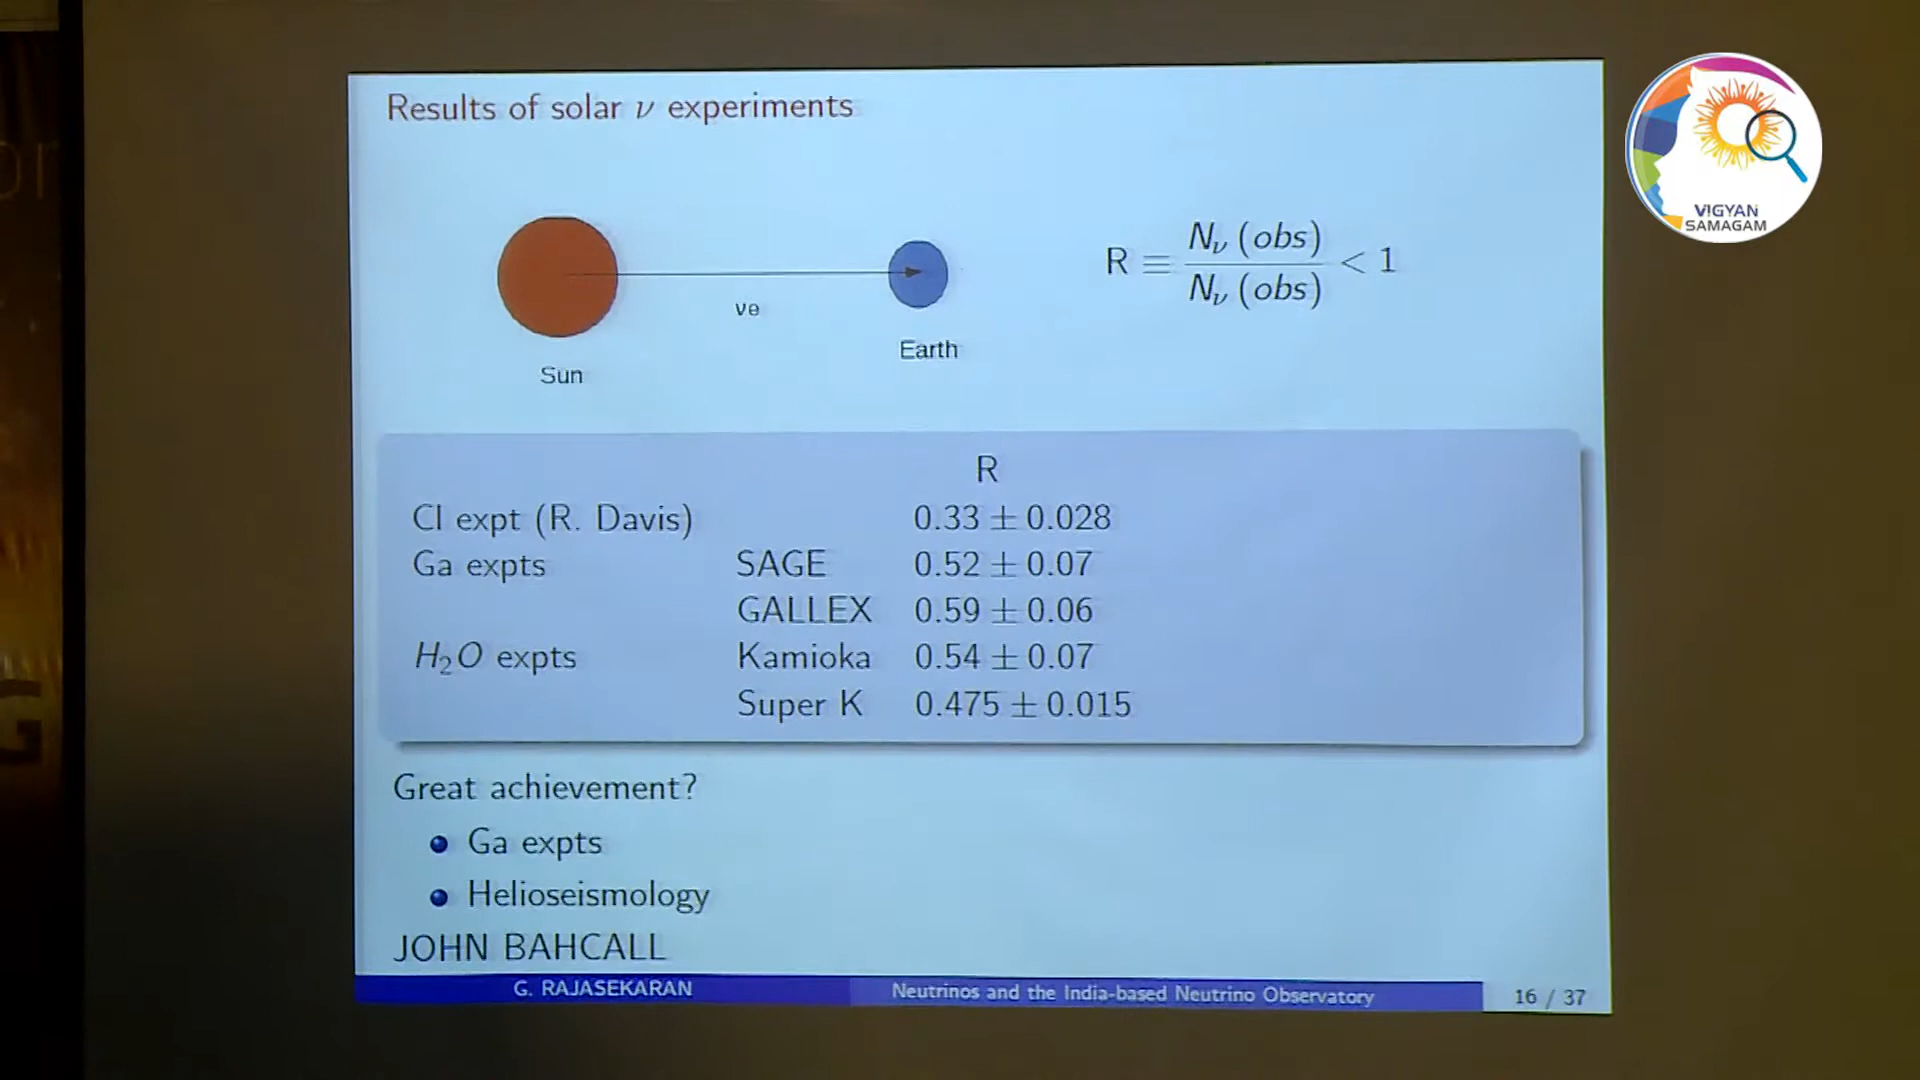 Results of solar ν experiments
R ≡ Nν (obs) / Nν (obs) < 1
νe
Earth
Sun
R
Cl expt (R. Davis) 0.33 ± 0.028
Ga expts SAGE 0.52 ± 0.07
GALLEX 0.59 ± 0.06
H₂O expts Kamioka 0.54 ± 0.07
Super K 0.475 ± 0.015
Great achievement?
Ga expts
Helioseismology
JOHN BAHCALL
G. RAJASEKARAN Neutrinos and the India-based Neutrino Observatory 16 / 37
VIGYAN
SAMAGAM